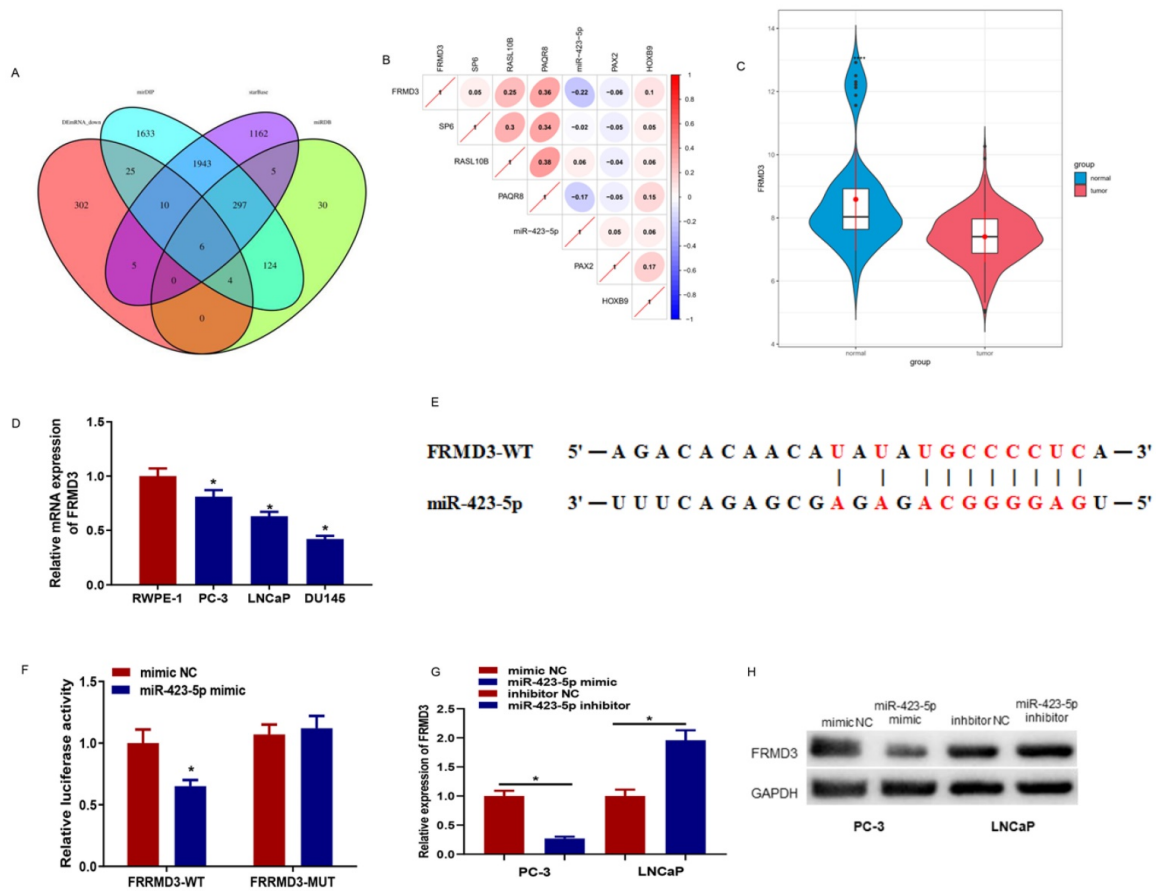 A
mirDIP
starBase
DEmRNA_down
miRDB
1633
1162
1943
25
5
302
10
297
30
6
5
124
0
4
0
B
FRMD3
SP6
RASL10B
PAQR8
miR-423-5p
PAX2
HOXB9
FRMD3 1 0.05 0.25 0.36 -0.22 -0.06 0.1
SP6 1 0.3 0.34 -0.02 -0.05 0.05
RASL10B 1 0.38 0.06 -0.04 0.06
PAQR8 1 -0.17 -0.05 0.15
miR-423-5p 1 0.05 0.06
PAX2 1 0.17
HOXB9 1
1
0.8
0.6
0.4
0.2
0
-0.2
-0.4
-0.6
-0.8
-1
C
14
12
10
8
6
4
FRMD3
****
normal tumor
group
group
normal
tumor
D
Relative mRNA expression
of FRMD3
1.5
1.0
0.5
0.0
* * *
RWPE-1 PC-3 LNCaP DU145
E
FRMD3-WT 5' — A G A C A C A A C A U A U A U G C C C C U C A — 3'
miR-423-5p 3' — U U U C A G A G C G A G A G A C G G G G A G U — 5'
F
mimic NC
miR-423-5p mimic
Relative luciferase activity
1.5
1.0
0.5
0.0
*
FRRMD3-WT FRRMD3-MUT
G
mimic NC
miR-423-5p mimic
inhibitor NC
miR-423-5p inhibitor
Relative expression of FRMD3
2.5
2.0
1.5
1.0
0.5
0.0
* *
PC-3 LNCaP
H
mimic NC
miR-423-5p
mimic
inhbitor NC
miR-423-5p
inhibitor
FRMD3
GAPDH
PC-3 LNCaP